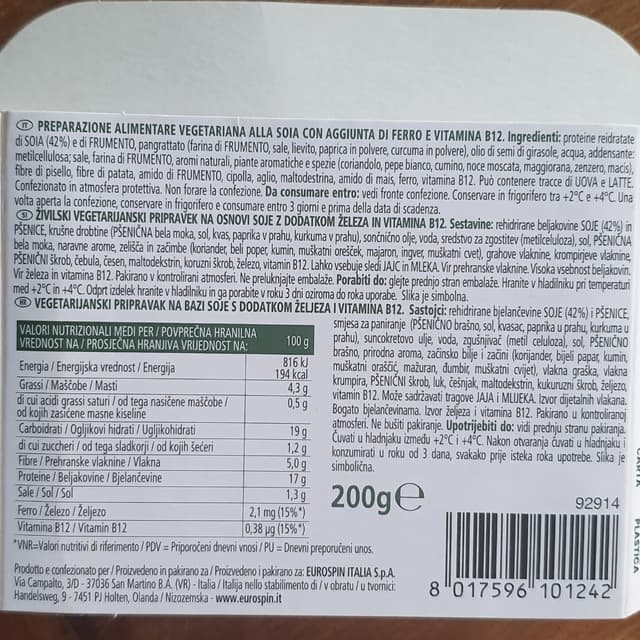 IT PREPARAZIONE ALIMENTARE VEGETARIANA ALLA SOIA CON AGGIUNTA DI FERRO E VITAMINA B12. Ingredienti: proteine reidratate
di SOIA (42%) e di FRUMENTO, pangrattato (farina di FRUMENTO, sale, lievito, paprica in polvere, curcuma in polvere), olio di semi di girasole, acqua, addensante:
metilcellulosa; sale, farina di FRUMENTO, aromi naturali, piante aromatiche e spezie (coriandolo, pepe bianco, cumino, noce moscata, maggiorana, zenzero, macis),
fibre di pisello, fibre di patata, amido di FRUMENTO, cipolla, aglio, maltodestrina, amido di mais, ferro, vitamina B12. Può contenere tracce di UOVA e LATTE.
Confezionato in atmosfera protettiva. Non forare la confezione. Da consumare entro: vedi fronte confezione. Conservare in frigorifero tra +2°C e +4°C. Una
volta aperta la confezione, conservare in frigorifero e consumare entro 3 giorni e prima della data di scadenza.
ŽIVILSKI VEGETARIJANSKI PRIPRAVEK NA OSNOVI SOJE Z DODATKOM ŽELEZA IN VITAMINA B12. Sestavine: rehidrirane beljakovine SOJE (42%) in
PŠENICE, krušne drobtine (PŠENIČNA bela moka, sol, kvas, paprika v prahu, kurkuma v prahu), sončnično olje, voda, sredstvo za zgostitev (metilceluloza), sol, PŠENIČNA
bela moka, naravne arome, zelišča in začimbe (koriander, beli poper, kumin, muškatni orešček, majaron, ingver, muškatni cvet), grahove vlaknine, krompirjeve vlaknine,
PŠENIČNI škrob, čebula, česen, maltodekstrin, koruzni škrob, železo, vitamin B12. Lahko vsebuje sledi JAJC in MLEKA. Vir prehranske vlaknine. Visoka vsebnost beljakovin.
Vir železa in vitamina B12. Pakirano v kontrolirani atmosferi. Ne preluknjajte embalaže. Porabiti do: glejte prednjo stran embalaže. Hranite v hladilniku pri temperaturi
med +2°C in +4°C. Odprt izdelek hranite v hladilniku in ga porabite v roku 3 dni oziroma do roka uporabe. Slika je simbolna.
VEGETARIJANSKI PRIPRAVAK NA BAZI SOJE S DODATKOM ŽELJEZA I VITAMINA B12. Sastojci: rehidrirane bjelančevine SOJE (42%) i PŠENICE,
smjesa za paniranje (PŠENIČNO brašno, sol, kvasac, paprika u prahu, kurkuma u
prahu), suncokretovo ulje, voda, zgušnjivač (metil celuloza), sol, PŠENIČNO
brašno, prirodna aroma, začinsko bilje i začini (korijander, bijeli papar, kumin,
muškatni oraščić, mažuran, đumbir, muškatni cvijet), vlakna graška, vlakna
krumpira, PŠENIČNI škrob, luk, češnjak, maltodekstrin, kukuruzni škrob, željezo,
vitamin B12. Može sadržavati tragove JAJA i MLIJEKA. Izvor dijetalnih vlakana.
Bogato bjelančevinama. Izvor željeza i vitamina B12. Pakirano u kontroliranoj
atmosferi. Ne bušiti pakiranje. Upotrijebiti do: vidi prednju stranu pakiranja.
Čuvati u hladnjaku između +2°C i +4°C. Nakon otvaranja čuvati u hladnjaku i
konzumirati u roku od 3 dana, svakako prije isteka roka upotrebe. Slika je
simbolična.
VALORI NUTRIZIONALI MEDI PER / POVPREČNA HRANILNA
VREDNOST NA / PROSJEČNA HRANJIVA VRIJEDNOST NA: 100 g
Energia / Energijska vrednost / Energija 816 kJ
194 kcal
Grassi / Maščobe / Masti 4,3 g
di cui acidi grassi saturi / od tega nasičene maščobe / 0,5 g
od kojih zasićene masne kiseline
Carboidrati / Ogljikovi hidrati / Ugljikohidrati 19 g
di cui zuccheri / od tega sladkorji / od kojih šećeri 1,2 g
Fibre / Prehranske vlaknine / Vlakna 5,0 g
Proteine / Beljakovine / Bjelančevine 17 g
Sale / Sol / Sol 1,3 g
Ferro / Železo / Željezo 2,1 mg (15%*)
Vitamina B12 / Vitamin B12 0,38 µg (15%*)
*VNR=Valori nutritivi di riferimento / PDV = Priporočeni dnevni vnosi / PU = Dnevni preporučeni unos.
Prodotto e confezionato per / Proizvedeno in pakirano za / Proizvedeno i pakirano za: EUROSPIN ITALIA S.p.A.
Via Campalto, 3/D - 37036 San Martino B.A. (VR) - Italia / Italija nello stabilimento di / v obratu / u tvornici:
Handelsweg, 9 - 7451 PJ Holten, Olanda / Nizozemska - www.eurospin.it
200g e
92914
8 017596 101242
CARTA
PLASTICA